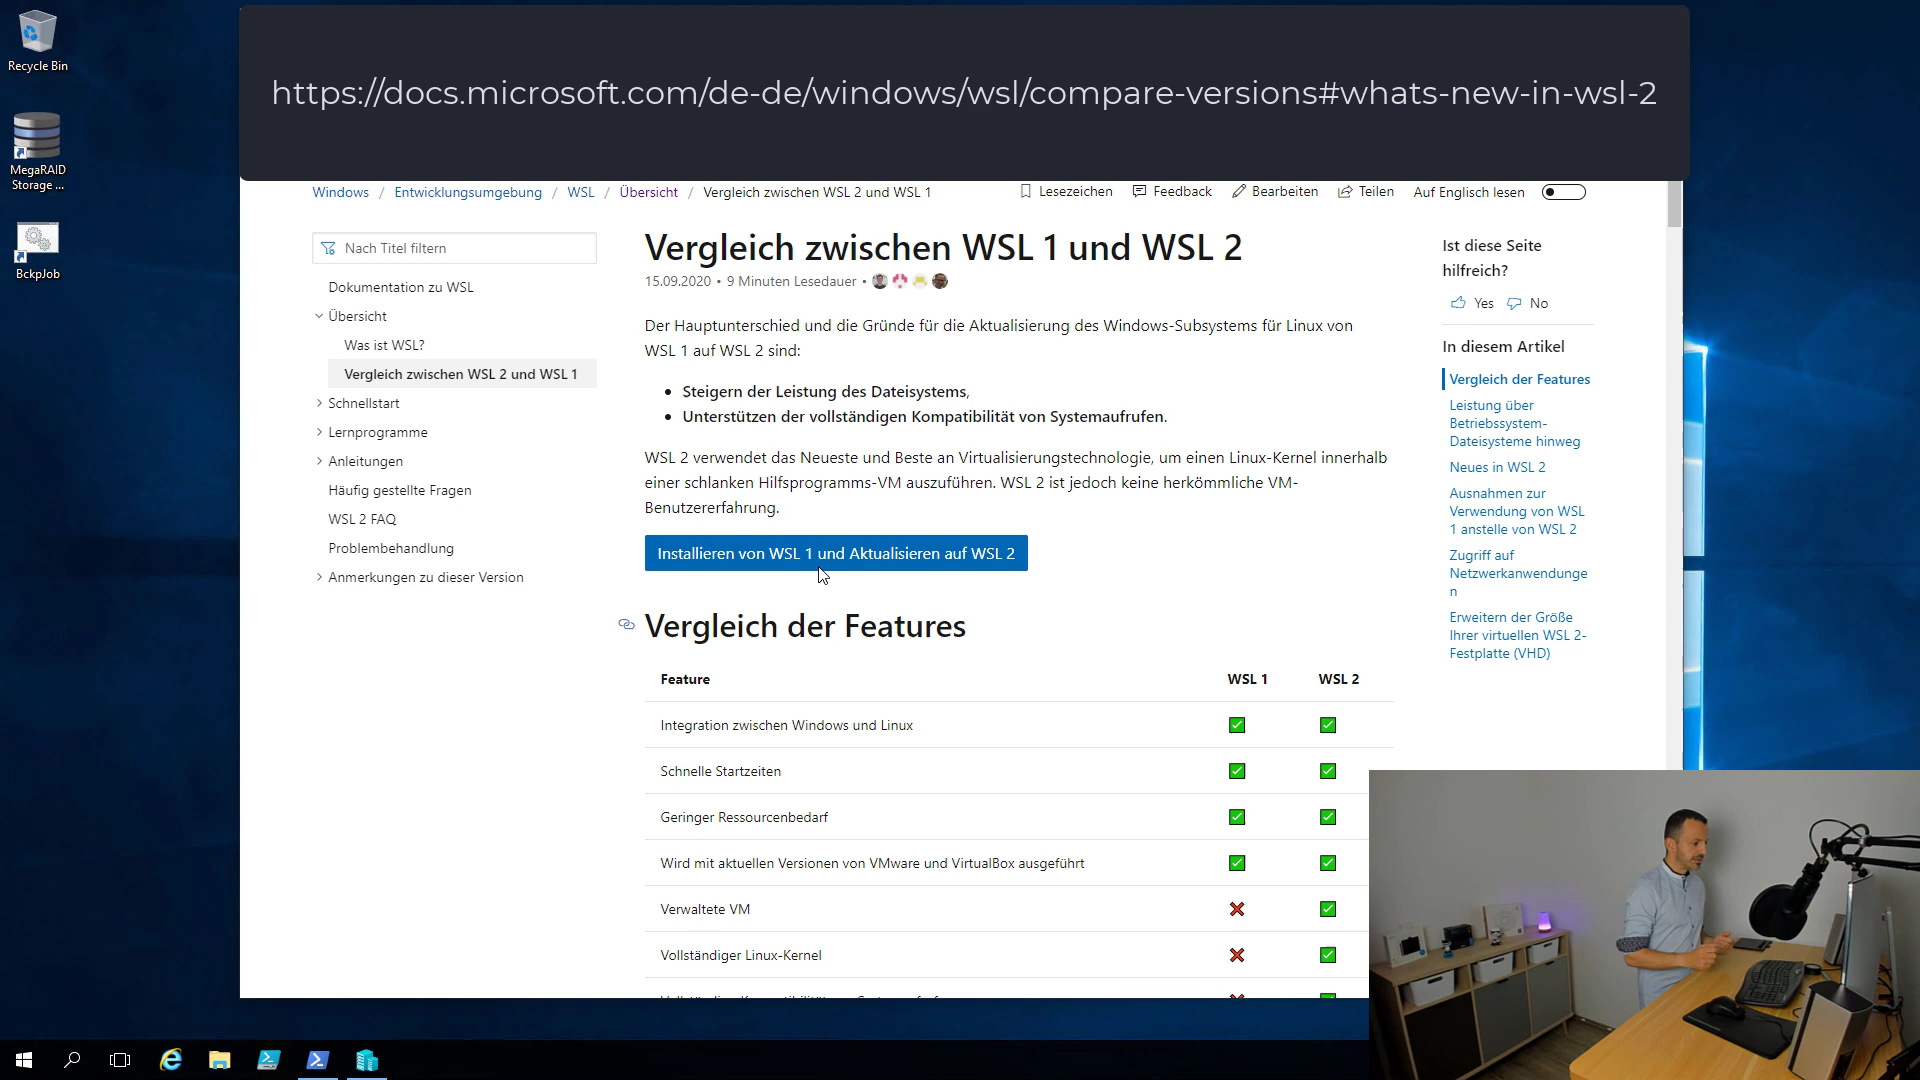 Recycle Bin
MegaRAID
Storage ...
BckpJob
https://docs.microsoft.com/de-de/windows/wsl/compare-versions#whats-new-in-wsl-2
Windows / Entwicklungsumgebung / WSL / Übersicht / Vergleich zwischen WSL 2 und WSL 1
Lesezeichen Feedback Bearbeiten Teilen Auf Englisch lesen
Nach Titel filtern
Dokumentation zu WSL
Übersicht
Was ist WSL?
Vergleich zwischen WSL 2 und WSL 1
Schnellstart
Lernprogramme
Anleitungen
Häufig gestellte Fragen
WSL 2 FAQ
Problembehandlung
Anmerkungen zu dieser Version
Vergleich zwischen WSL 1 und WSL 2
15.09.2020 • 9 Minuten Lesedauer •
Der Hauptunterschied und die Gründe für die Aktualisierung des Windows-Subsystems für Linux von
WSL 1 auf WSL 2 sind:
• Steigern der Leistung des Dateisystems,
• Unterstützen der vollständigen Kompatibilität von Systemaufrufen.
WSL 2 verwendet das Neueste und Beste an Virtualisierungstechnologie, um einen Linux-Kernel innerhalb
einer schlanken Hilfsprogramms-VM auszuführen. WSL 2 ist jedoch keine herkömmliche VM-
Benutzererfahrung.
Installieren von WSL 1 und Aktualisieren auf WSL 2
Vergleich der Features
Feature WSL 1 WSL 2
Integration zwischen Windows und Linux
Schnelle Startzeiten
Geringer Ressourcenbedarf
Wird mit aktuellen Versionen von VMware und VirtualBox ausgeführt
Verwaltete VM
Vollständiger Linux-Kernel
Ist diese Seite
hilfreich?
Yes No
In diesem Artikel
Vergleich der Features
Leistung über
Betriebssystem-
Dateisysteme hinweg
Neues in WSL 2
Ausnahmen zur
Verwendung von WSL
1 anstelle von WSL 2
Zugriff auf
Netzwerkanwendunge
n
Erweitern der Größe
Ihrer virtuellen WSL 2-
Festplatte (VHD)